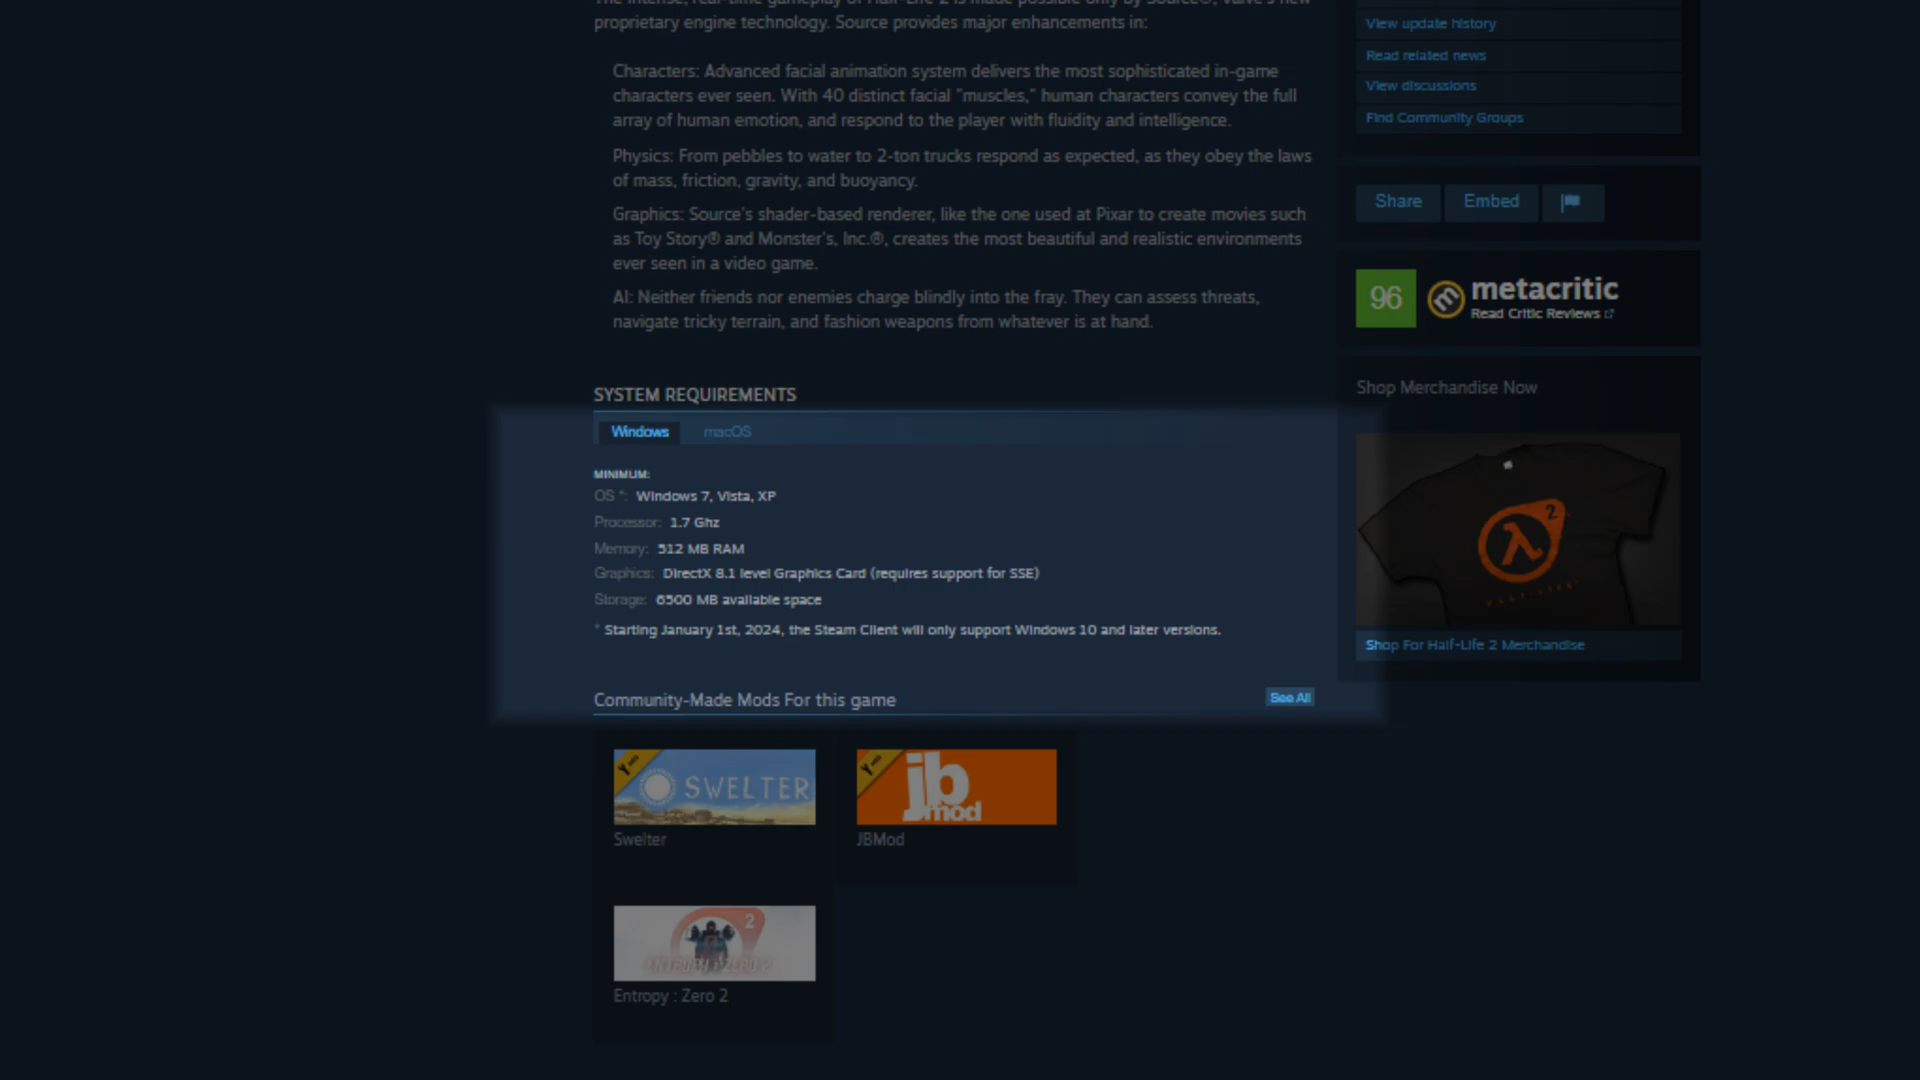 proprietary engine technology. Source provides major enhancements in:
Characters: Advanced facial animation system delivers the most sophisticated in-game
characters ever seen. With 40 distinct facial "muscles," human characters convey the full
array of human emotion, and respond to the player with fluidity and intelligence.
Physics: From pebbles to water to 2-ton trucks respond as expected, as they obey the laws
of mass, friction, gravity, and buoyancy.
Graphics: Source's shader-based renderer, like the one used at Pixar to create movies such
as Toy Story® and Monster's, Inc.®, creates the most beautiful and realistic environments
ever seen in a video game.
AI: Neither friends nor enemies charge blindly into the fray. They can assess threats,
navigate tricky terrain, and fashion weapons from whatever is at hand.
SYSTEM REQUIREMENTS
Windows macOS
MINIMUM:
OS *: Windows 7, Vista, XP
Processor: 1.7 Ghz
Memory: 512 MB RAM
Graphics: DirectX 8.1 level Graphics Card (requires support for SSE)
Storage: 6500 MB available space
* Starting January 1st, 2024, the Steam Client will only support Windows 10 and later versions.
Community-Made Mods For this game
See All
SWELTER
Swelter
jb
mod
JBMod
2
ENTROPY : ZERO 2
Entropy : Zero 2
View update history
Read related news
View discussions
Find Community Groups
Share Embed
96 metacritic
Read Critic Reviews
Shop Merchandise Now
λ 2
HALF-LIFE
Shop For Half-Life 2 Merchandise